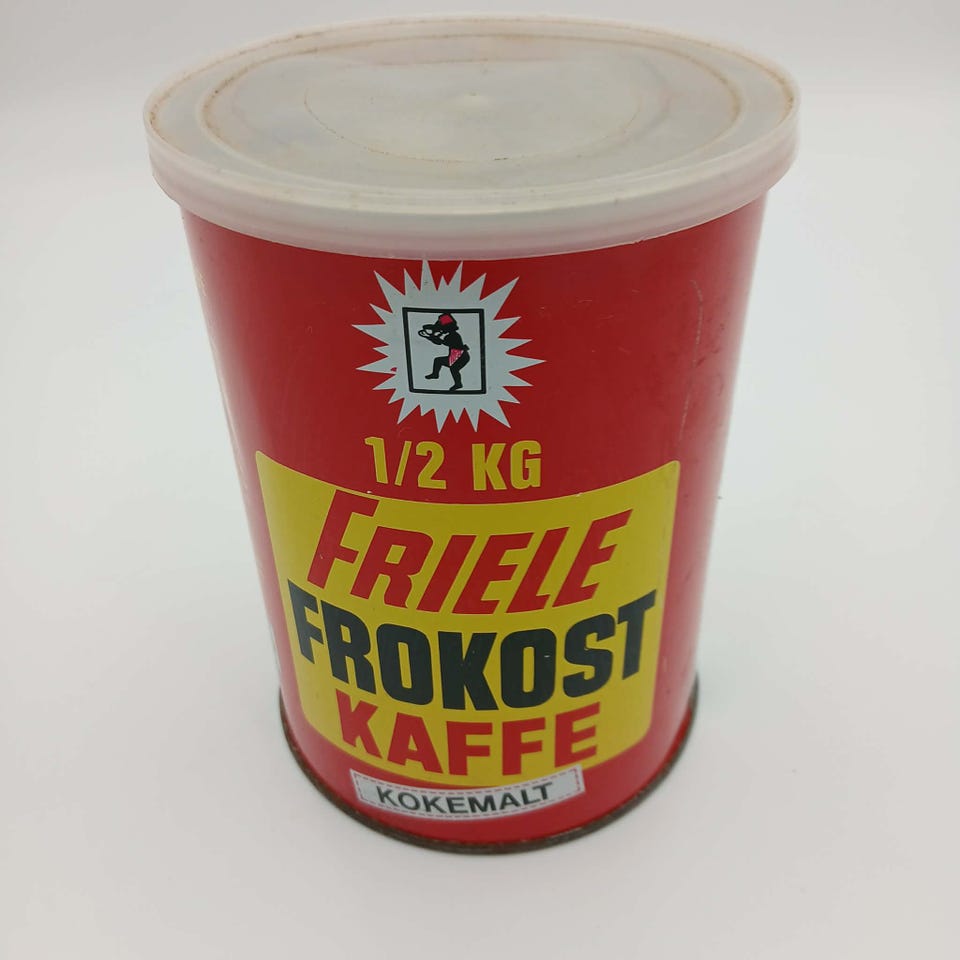 1/2 KG
FRIELE
FROKOST
KAFFE
KOKEMALT